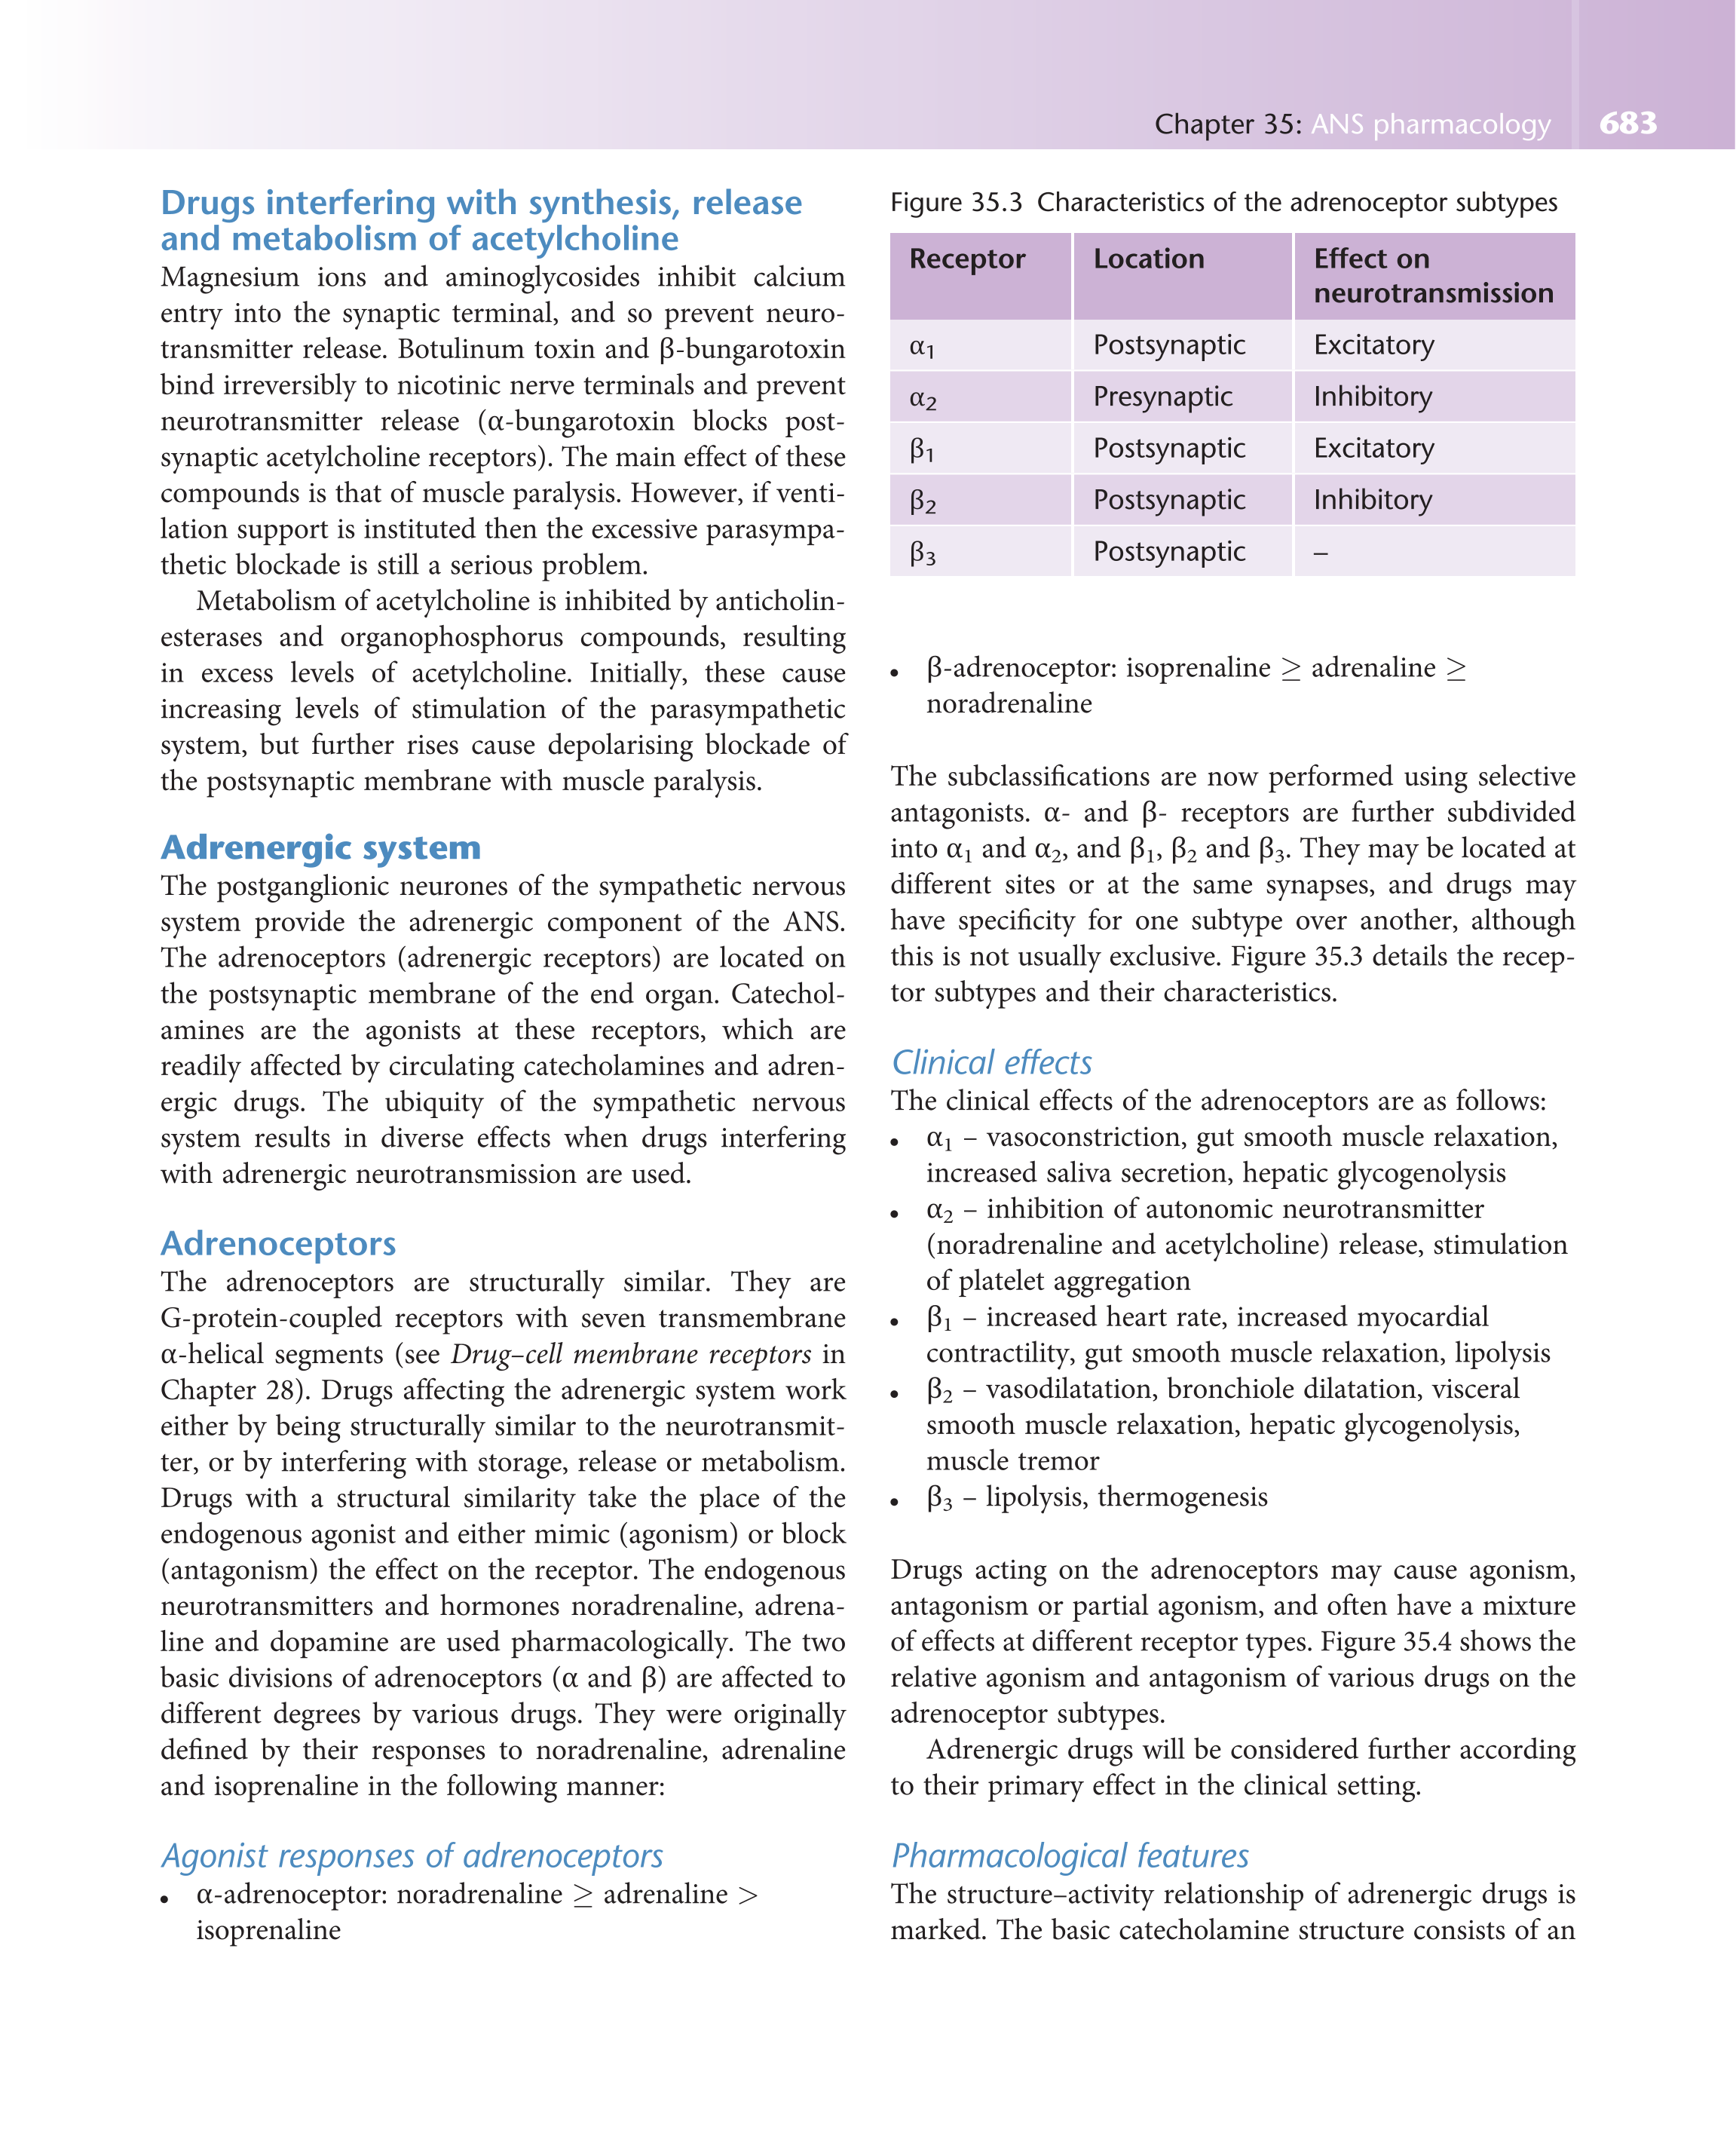 Chapter 35: ANS pharmacology 683
Drugs interfering with synthesis, release
and metabolism of acetylcholine
Magnesium ions and aminoglycosides inhibit calcium
entry into the synaptic terminal, and so prevent neuro-
transmitter release. Botulinum toxin and β-bungarotoxin
bind irreversibly to nicotinic nerve terminals and prevent
neurotransmitter release (α-bungarotoxin blocks post-
synaptic acetylcholine receptors). The main effect of these
compounds is that of muscle paralysis. However, if venti-
lation support is instituted then the excessive parasympa-
thetic blockade is still a serious problem.
Metabolism of acetylcholine is inhibited by anticholin-
esterases and organophosphorus compounds, resulting
in excess levels of acetylcholine. Initially, these cause
increasing levels of stimulation of the parasympathetic
system, but further rises cause depolarising blockade of
the postsynaptic membrane with muscle paralysis.
Adrenergic system
The postganglionic neurones of the sympathetic nervous
system provide the adrenergic component of the ANS.
The adrenoceptors (adrenergic receptors) are located on
the postsynaptic membrane of the end organ. Catechol-
amines are the agonists at these receptors, which are
readily affected by circulating catecholamines and adren-
ergic drugs. The ubiquity of the sympathetic nervous
system results in diverse effects when drugs interfering
with adrenergic neurotransmission are used.
Adrenoceptors
The adrenoceptors are structurally similar. They are
G-protein-coupled receptors with seven transmembrane
α-helical segments (see Drug–cell membrane receptors in
Chapter 28). Drugs affecting the adrenergic system work
either by being structurally similar to the neurotransmit-
ter, or by interfering with storage, release or metabolism.
Drugs with a structural similarity take the place of the
endogenous agonist and either mimic (agonism) or block
(antagonism) the effect on the receptor. The endogenous
neurotransmitters and hormones noradrenaline, adrena-
line and dopamine are used pharmacologically. The two
basic divisions of adrenoceptors (α and β) are affected to
different degrees by various drugs. They were originally
defined by their responses to noradrenaline, adrenaline
and isoprenaline in the following manner:
Agonist responses of adrenoceptors
• α-adrenoceptor: noradrenaline ≥ adrenaline >
isoprenaline
Figure 35.3 Characteristics of the adrenoceptor subtypes
Receptor Location Effect on
neurotransmission
α₁ Postsynaptic Excitatory
α₂ Presynaptic Inhibitory
β₁ Postsynaptic Excitatory
β₂ Postsynaptic Inhibitory
β₃ Postsynaptic –
• β-adrenoceptor: isoprenaline ≥ adrenaline ≥
noradrenaline
The subclassifications are now performed using selective
antagonists. α- and β- receptors are further subdivided
into α₁ and α₂, and β₁, β₂ and β₃. They may be located at
different sites or at the same synapses, and drugs may
have specificity for one subtype over another, although
this is not usually exclusive. Figure 35.3 details the recep-
tor subtypes and their characteristics.
Clinical effects
The clinical effects of the adrenoceptors are as follows:
• α₁ – vasoconstriction, gut smooth muscle relaxation,
increased saliva secretion, hepatic glycogenolysis
• α₂ – inhibition of autonomic neurotransmitter
(noradrenaline and acetylcholine) release, stimulation
of platelet aggregation
• β₁ – increased heart rate, increased myocardial
contractility, gut smooth muscle relaxation, lipolysis
• β₂ – vasodilatation, bronchiole dilatation, visceral
smooth muscle relaxation, hepatic glycogenolysis,
muscle tremor
• β₃ – lipolysis, thermogenesis
Drugs acting on the adrenoceptors may cause agonism,
antagonism or partial agonism, and often have a mixture
of effects at different receptor types. Figure 35.4 shows the
relative agonism and antagonism of various drugs on the
adrenoceptor subtypes.
Adrenergic drugs will be considered further according
to their primary effect in the clinical setting.
Pharmacological features
The structure–activity relationship of adrenergic drugs is
marked. The basic catecholamine structure consists of an